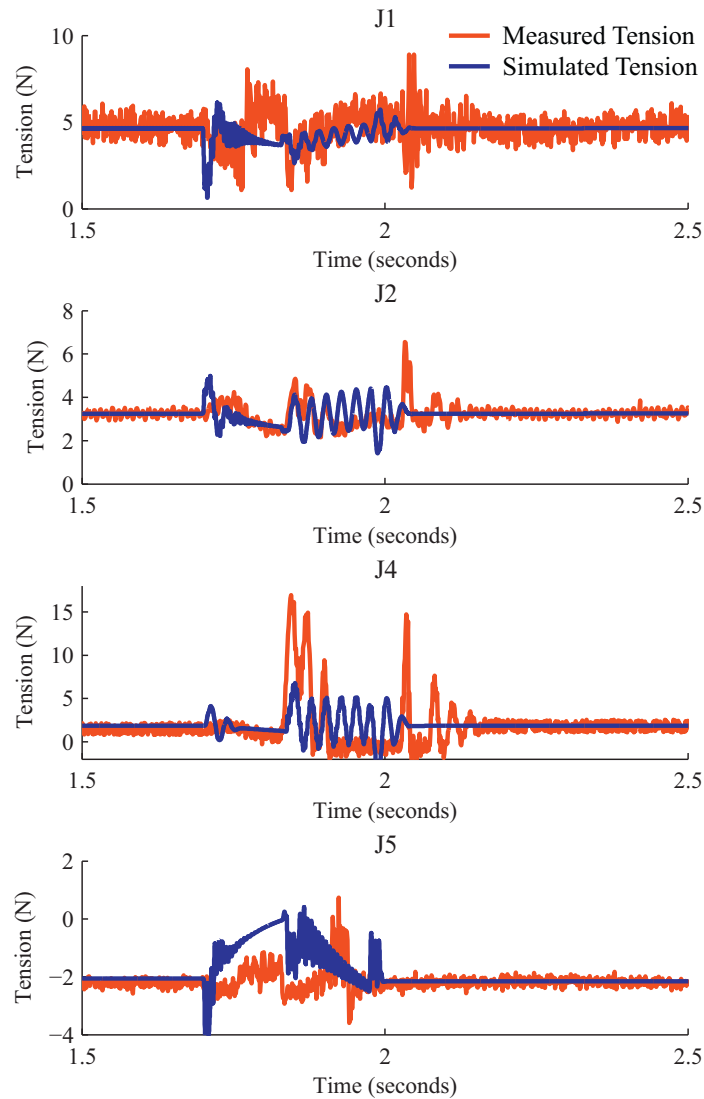 J1
Measured Tension
Simulated Tension
Tension (N)
10
5
0
1.5
2
2.5
Time (seconds)
J2
Tension (N)
8
6
4
2
0
1.5
2
2.5
Time (seconds)
J4
Tension (N)
15
10
5
0
1.5
2
2.5
Time (seconds)
J5
Tension (N)
2
0
−2
−4
1.5
2
2.5
Time (seconds)